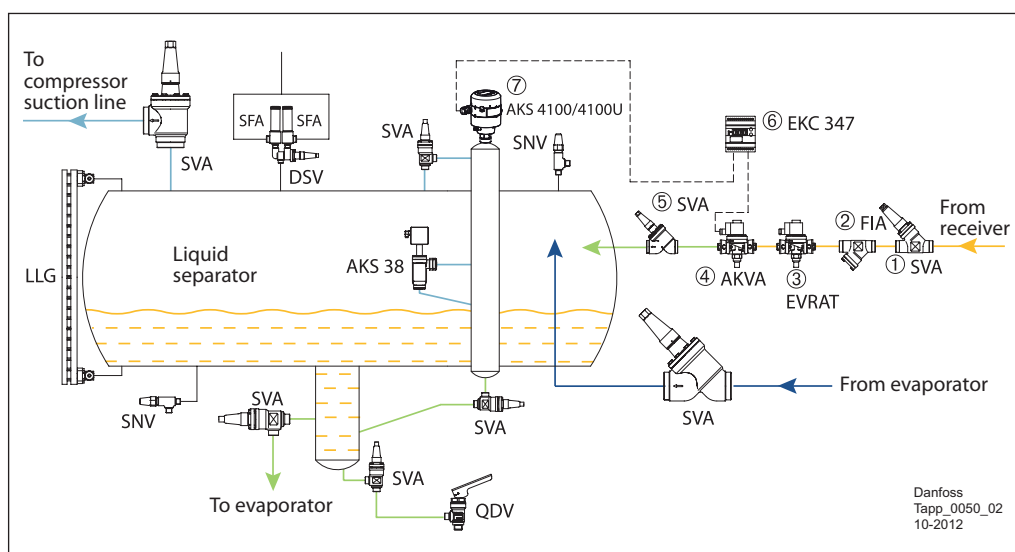 To
compressor
suction line
SVA
SFA
SFA
DSV
SVA
⑦
AKS 4100/4100U
SNV
⑥ EKC 347
⑤ SVA
② FIA
From
receiver
① SVA
④ AKVA
③
EVRAT
LLG
Liquid
separator
AKS 38
From evaporator
SVA
SNV
SVA
SVA
To evaporator
SVA
QDV
Danfoss
Tapp_0050_02
10-2012